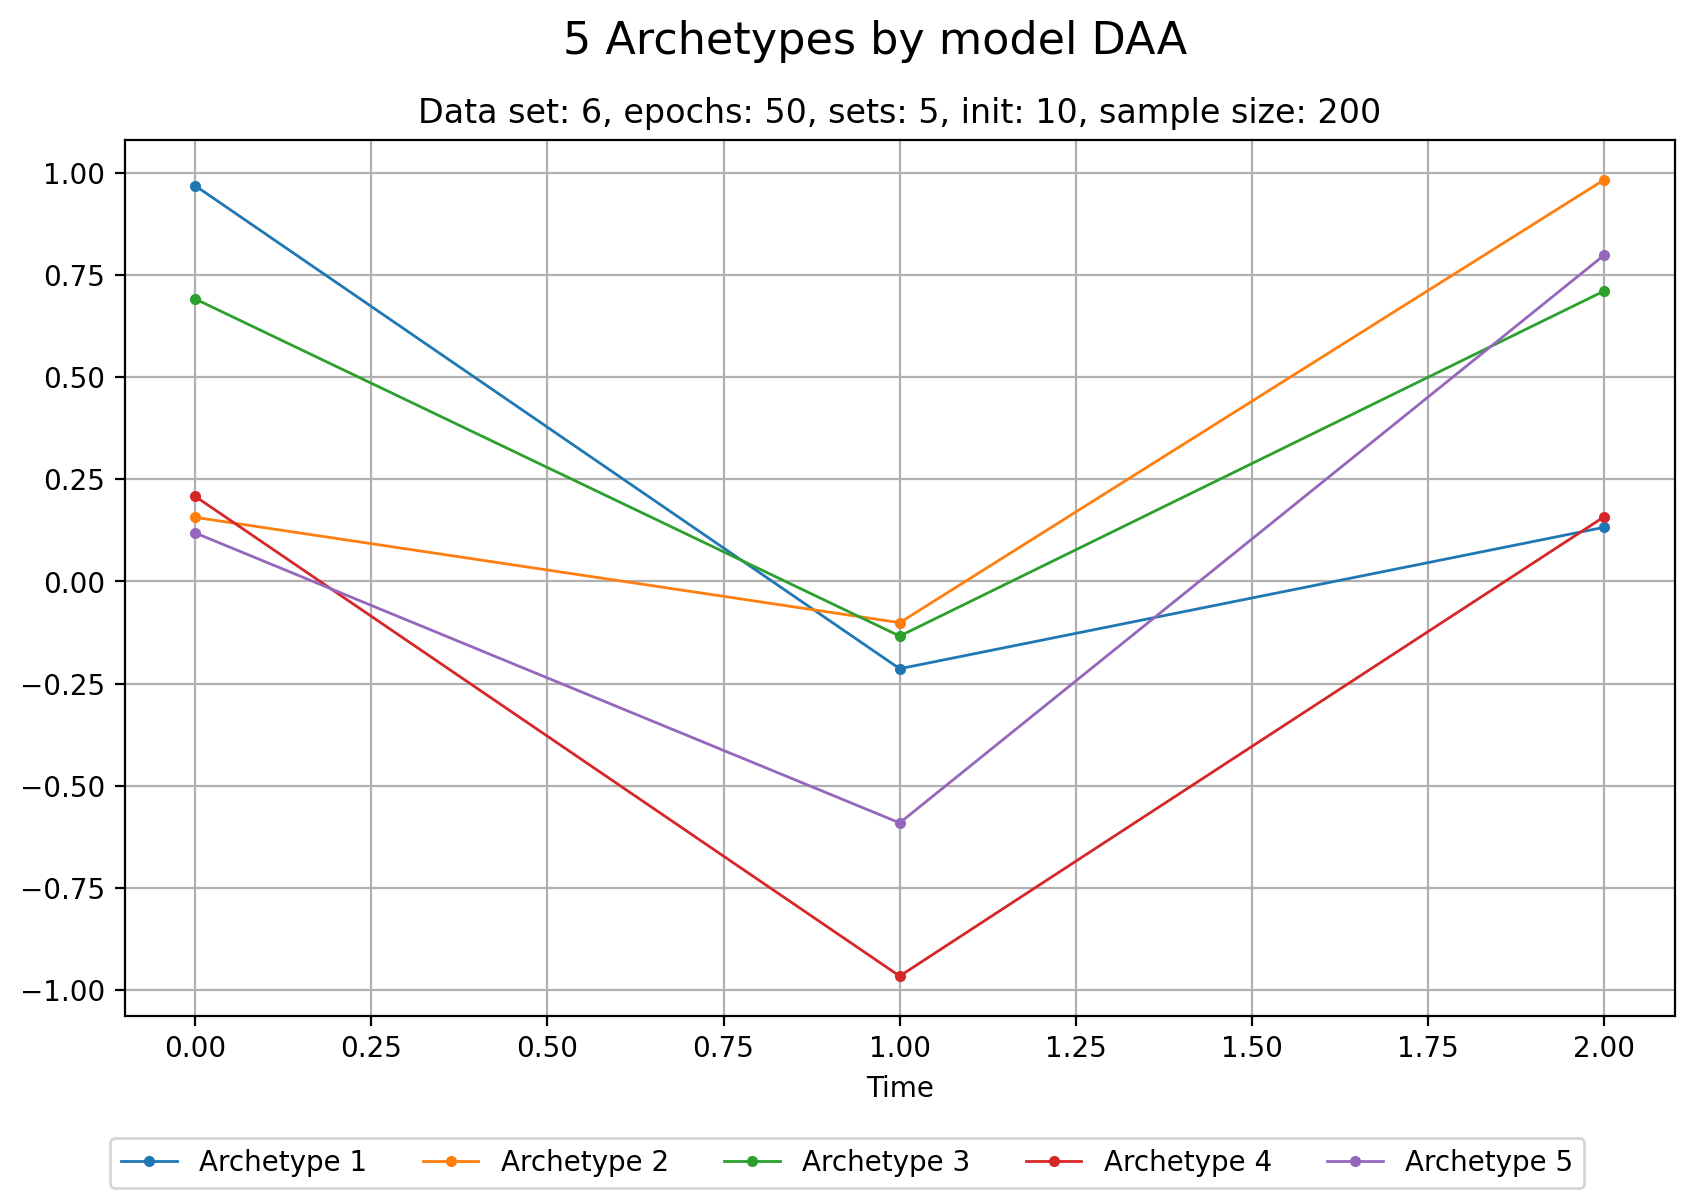 5 Archetypes by model DAA
Data set: 6, epochs: 50, sets: 5, init: 10, sample size: 200
1.00
0.75
0.50
0.25
0.00
−0.25
−0.50
−0.75
−1.00
0.00 0.25 0.50 0.75 1.00 1.25 1.50 1.75 2.00
Time
Archetype 1 Archetype 2 Archetype 3 Archetype 4 Archetype 5